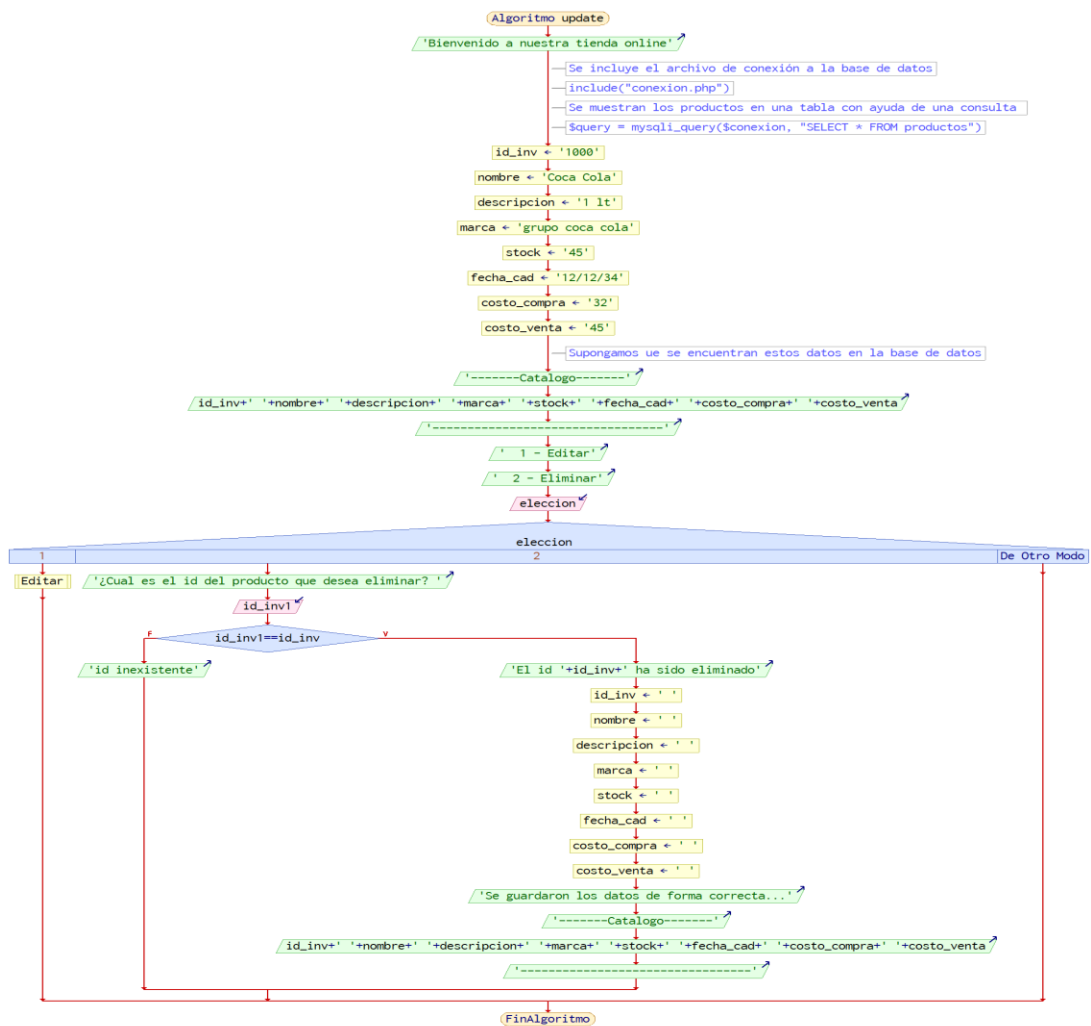 Algoritmo update
'Bienvenido a nuestra tienda online'
Se incluye el archivo de conexión a la base de datos
include("conexion.php")
Se muestran los productos en una tabla con ayuda de una consulta
$query = mysqli_query($conexion, "SELECT * FROM productos")
id_inv ← '1000'
nombre ← 'Coca Cola'
descripcion ← '1 lt'
marca ← 'grupo coca cola'
stock ← '45'
fecha_cad ← '12/12/34'
costo_compra ← '32'
costo_venta ← '45'
Supongamos ue se encuentran estos datos en la base de datos
'-------Catalogo-------'
id_inv+' '+nombre+' '+descripcion+' '+marca+' '+stock+' '+fecha_cad+' '+costo_compra+' '+costo_venta
'--------------------------------'
'  1 - Editar'
'  2 - Eliminar'
eleccion
eleccion
1 2 De Otro Modo
Editar '¿Cual es el id del producto que desea eliminar? '
id_inv1
F id_inv1==id_inv V
'id inexistente' 'El id '+id_inv+' ha sido eliminado'
id_inv ← ' '
nombre ← ' '
descripcion ← ' '
marca ← ' '
stock ← ' '
fecha_cad ← ' '
costo_compra ← ' '
costo_venta ← ' '
'Se guardaron los datos de forma correcta...'
'-------Catalogo-------'
id_inv+' '+nombre+' '+descripcion+' '+marca+' '+stock+' '+fecha_cad+' '+costo_compra+' '+costo_venta
'--------------------------------'
FinAlgoritmo